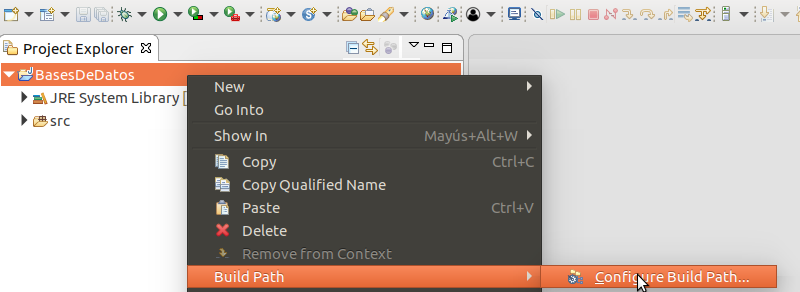 Project Explorer
BasesDeDatos
JRE System Library [
src
New
Go Into
Show In Mayús+Alt+W
Copy Ctrl+C
Copy Qualified Name
Paste Ctrl+V
Delete
Remove from Context
Build Path
Configure Build Path...